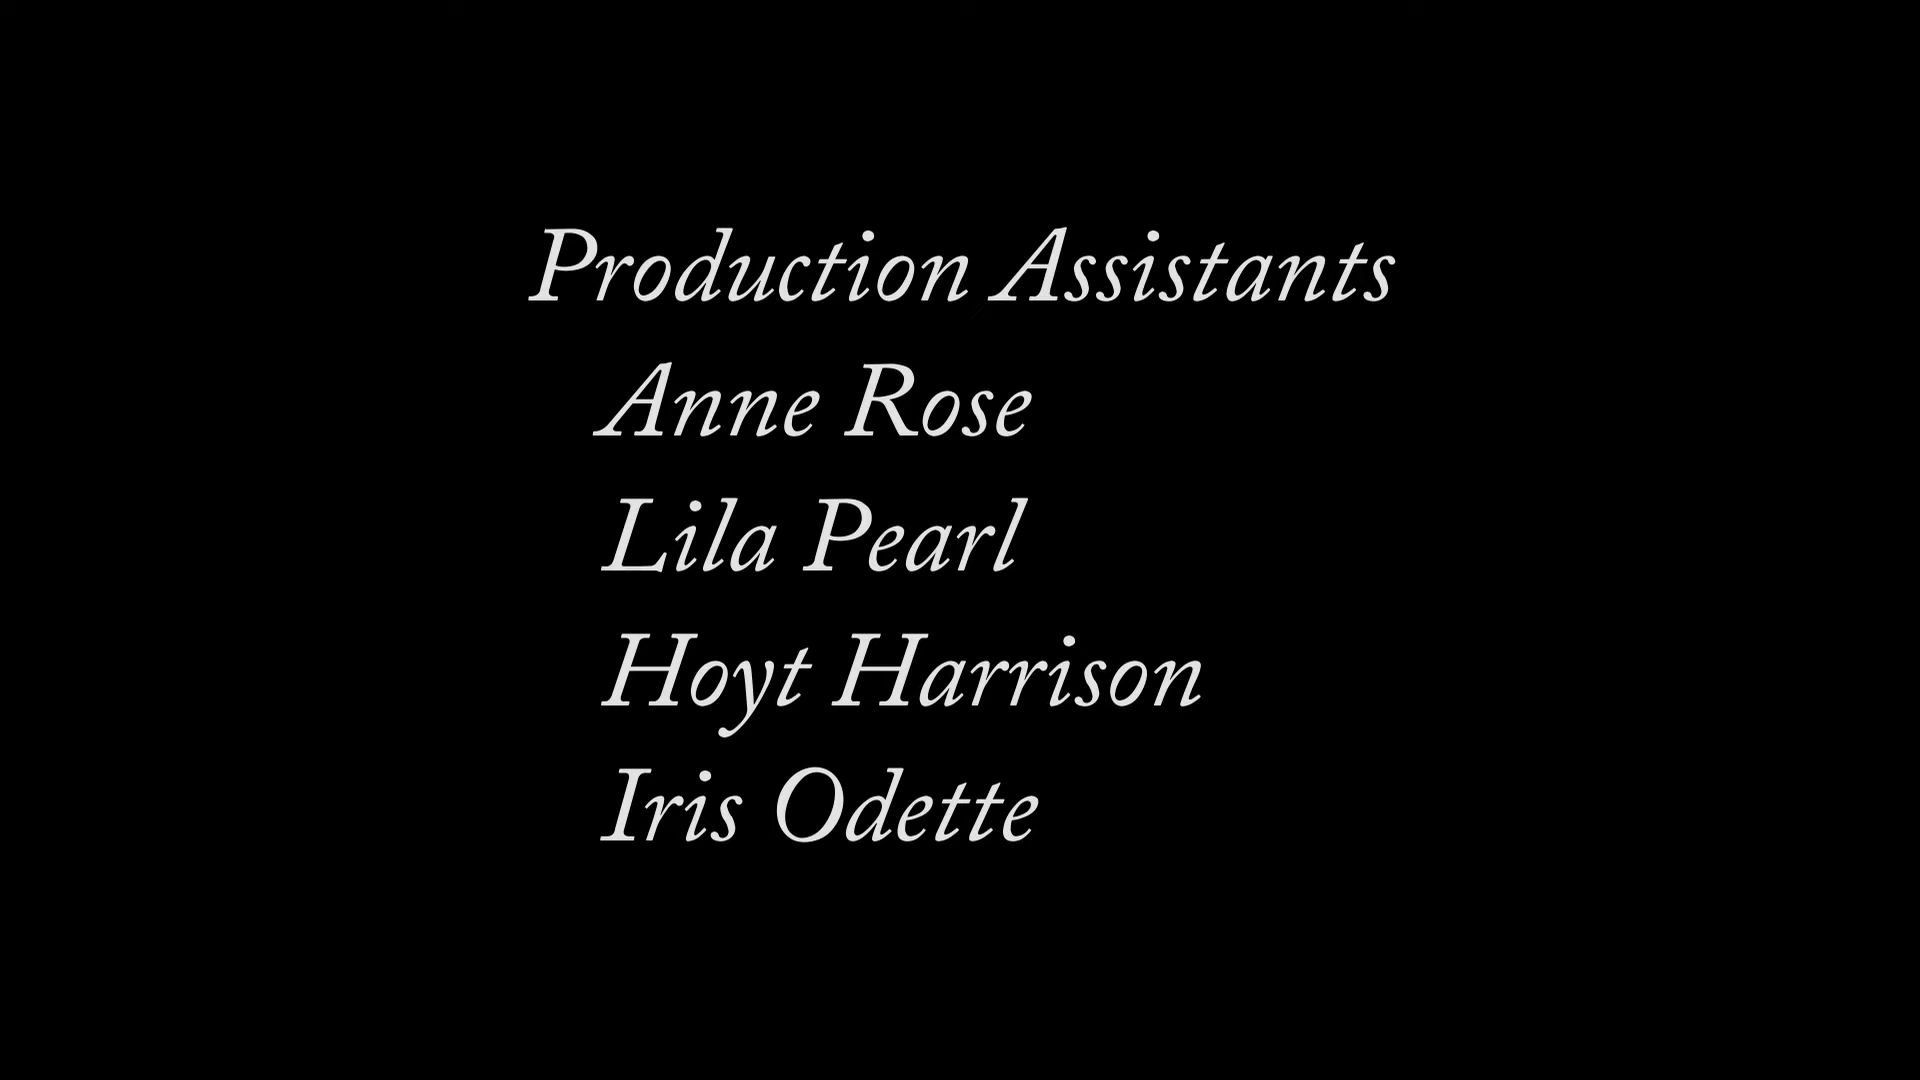 Production Assistants
Anne Rose
Lila Pearl
Hoyt Harrison
Iris Odette